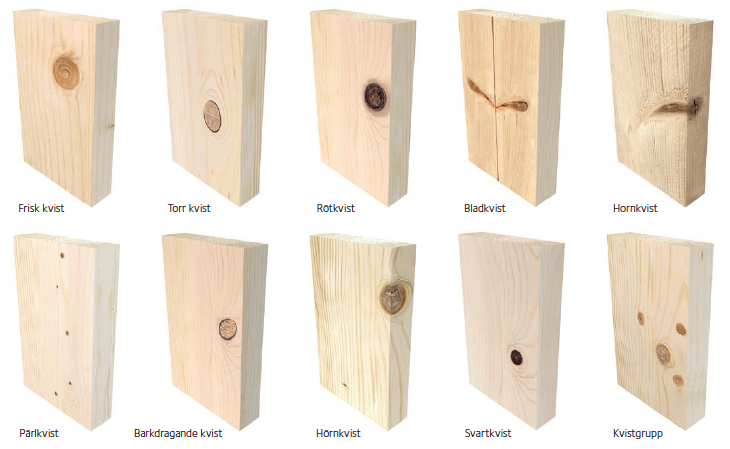 Frisk kvist
Torr kvist
Rötkvist
Bladkvist
Hornkvist
Pärlkvist
Barkdragande kvist
Hörnkvist
Svartkvist
Kvistgrupp